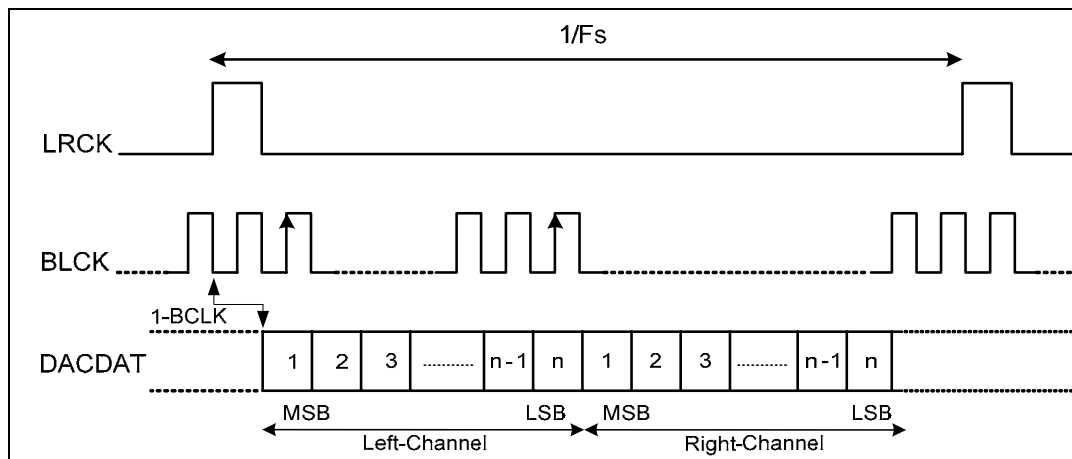 1/Fs
LRCK
BLCK
1-BCLK
DACDAT
1 2 3 .......... n-1 n 1 2 3 .......... n-1 n
MSB LSB MSB LSB
Left-Channel Right-Channel